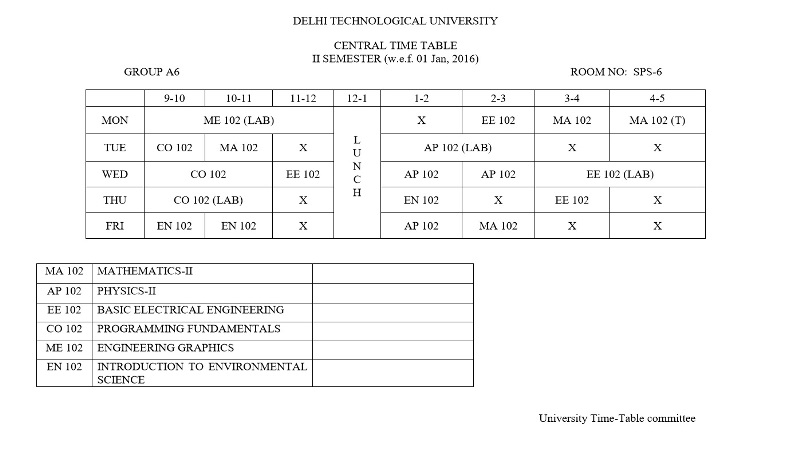 DELHI TECHNOLOGICAL UNIVERSITY
CENTRAL TIME TABLE
II SEMESTER (w.e.f. 01 Jan, 2016)
GROUP A6 ROOM NO: SPS-6
9-10 10-11 11-12 12-1 1-2 2-3 3-4 4-5
MON ME 102 (LAB) LUNCH X EE 102 MA 102 MA 102 (T)
TUE CO 102 MA 102 X AP 102 (LAB) X X
WED CO 102 EE 102 AP 102 AP 102 EE 102 (LAB)
THU CO 102 (LAB) X EN 102 X EE 102 X
FRI EN 102 EN 102 X AP 102 MA 102 X X
MA 102 MATHEMATICS-II
AP 102 PHYSICS-II
EE 102 BASIC ELECTRICAL ENGINEERING
CO 102 PROGRAMMING FUNDAMENTALS
ME 102 ENGINEERING GRAPHICS
EN 102 INTRODUCTION TO ENVIRONMENTAL
SCIENCE
University Time-Table committee